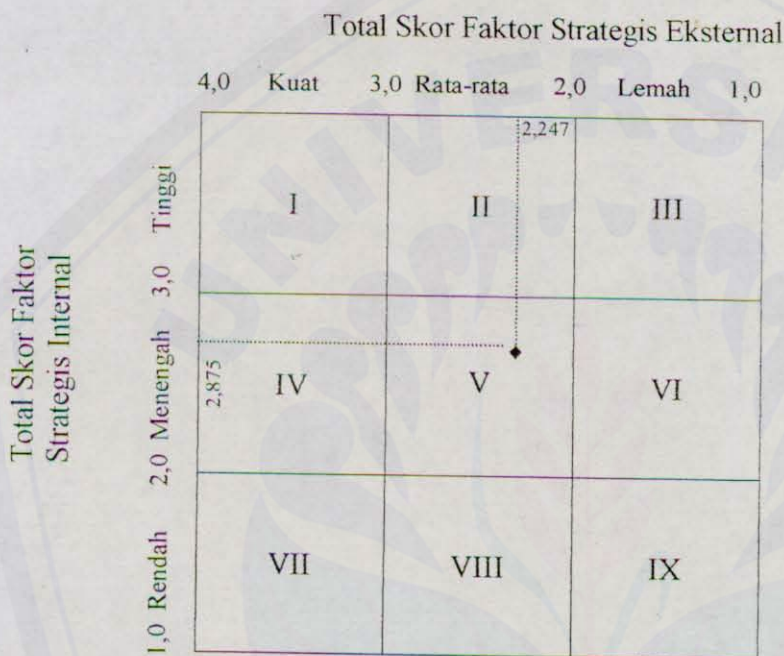 Total Skor Faktor Strategis Eksternal
4,0 Kuat 3,0 Rata-rata 2,0 Lemah 1,0
2,247
Total Skor Faktor
Strategis Internal
1,0 Rendah 2,0 Menengah 3,0 Tinggi
2,875
I II III
IV V VI
VII VIII IX
UNIVERS